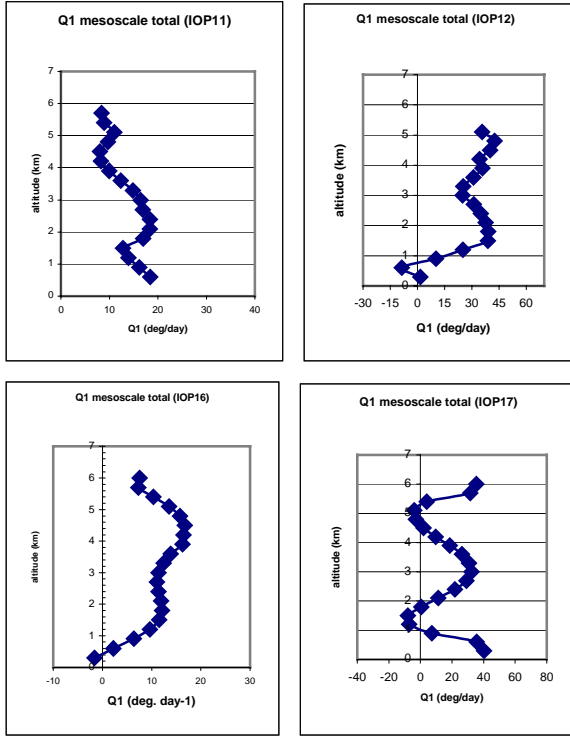 Q1 mesoscale total (IOP11)
7
6
5
4
3
2
1
0
altitude (km)
0 10 20 30 40
Q1 (deg/day)
Q1 mesoscale total (IOP12)
7
6
5
4
3
2
1
0
altitude (km)
-30 -15 0 15 30 45 60
Q1 (deg/day)
Q1 mesoscale total (IOP16)
7
6
5
4
3
2
1
0
altitude (km)
-10 0 10 20 30
Q1 (deg. day-1)
Q1 mesoscale total (IOP17)
7
6
5
4
3
2
1
0
altitude (km)
-40 -20 0 20 40 60 80
Q1 (deg/day)